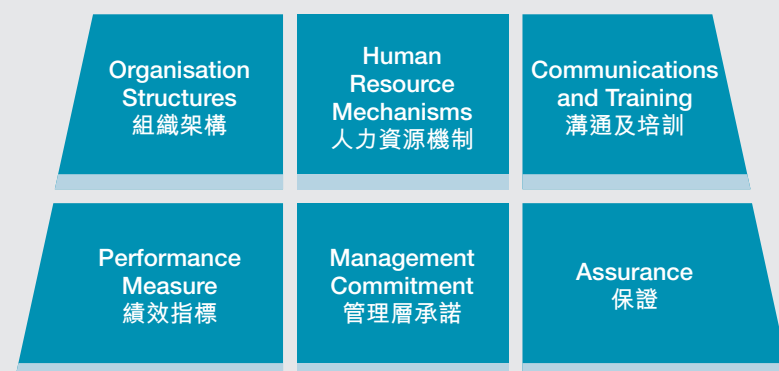 Organisation
Structures
組織架構
Human
Resource
Mechanisms
人力資源機制
Communications
and Training
溝通及培訓
Performance
Measure
績效指標
Management
Commitment
管理層承諾
Assurance
保證